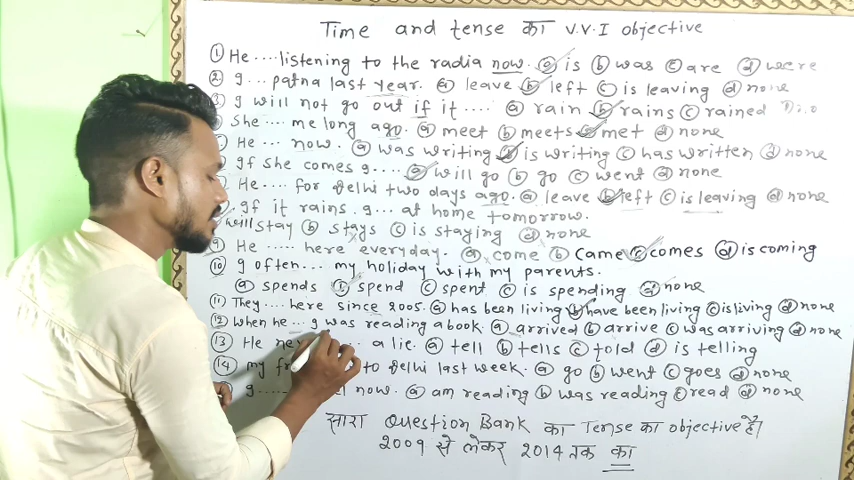 Time and tense का V.V.I objective
① He .... listening to the radia now. ⓐ is ⓑ was ⓒ are ⓓ were
② I ... patna last year. ⓐ leave ⓑ left ⓒ is leaving ⓓ none
③ I will not go out if it .... ⓐ rain ⓑ rains ⓒ rained
She .... me long ago. ⓐ meet ⓑ meets met ⓓ none
He .... now. ⓐ was writing is writing ⓒ has written ⓓ none
If she comes I .... ⓐ will go ⓑ go ⓒ went ⓓ none
He .... for Delhi two days ago. ⓐ leave left ⓒ is leaving ⓓ none
If it rains. I ... at home tomorrow.
will stay ⓑ stays ⓒ is staying ⓓ none
⑨ He ..... here everyday. ⓐ come ⓑ came ⓒ comes ⓓ is coming
⑩ I often .... my holiday with my parents.
ⓐ spends spend ⓒ spent ⓒ is spending ⓓ none
⑪ They .... here since 2005. ⓐ has been living ⓑ have been living ⓒ is living ⓓ none
⑫ When he ... I was reading a book. ⓐ arrived ⓑ arrive ⓒ was arriving ⓓ none
⑬ He ... a lie. ⓐ tell ⓑ tells ⓒ told ⓓ is telling
⑭ my to Delhi last week. ⓐ go ⓑ went ⓒ goes ⓓ none
I .... now. ⓐ am reading ⓑ was reading ⓒ read ⓓ none
सारा Question Bank का Tense का objective है।
2009 से लेकर 2014 तक का